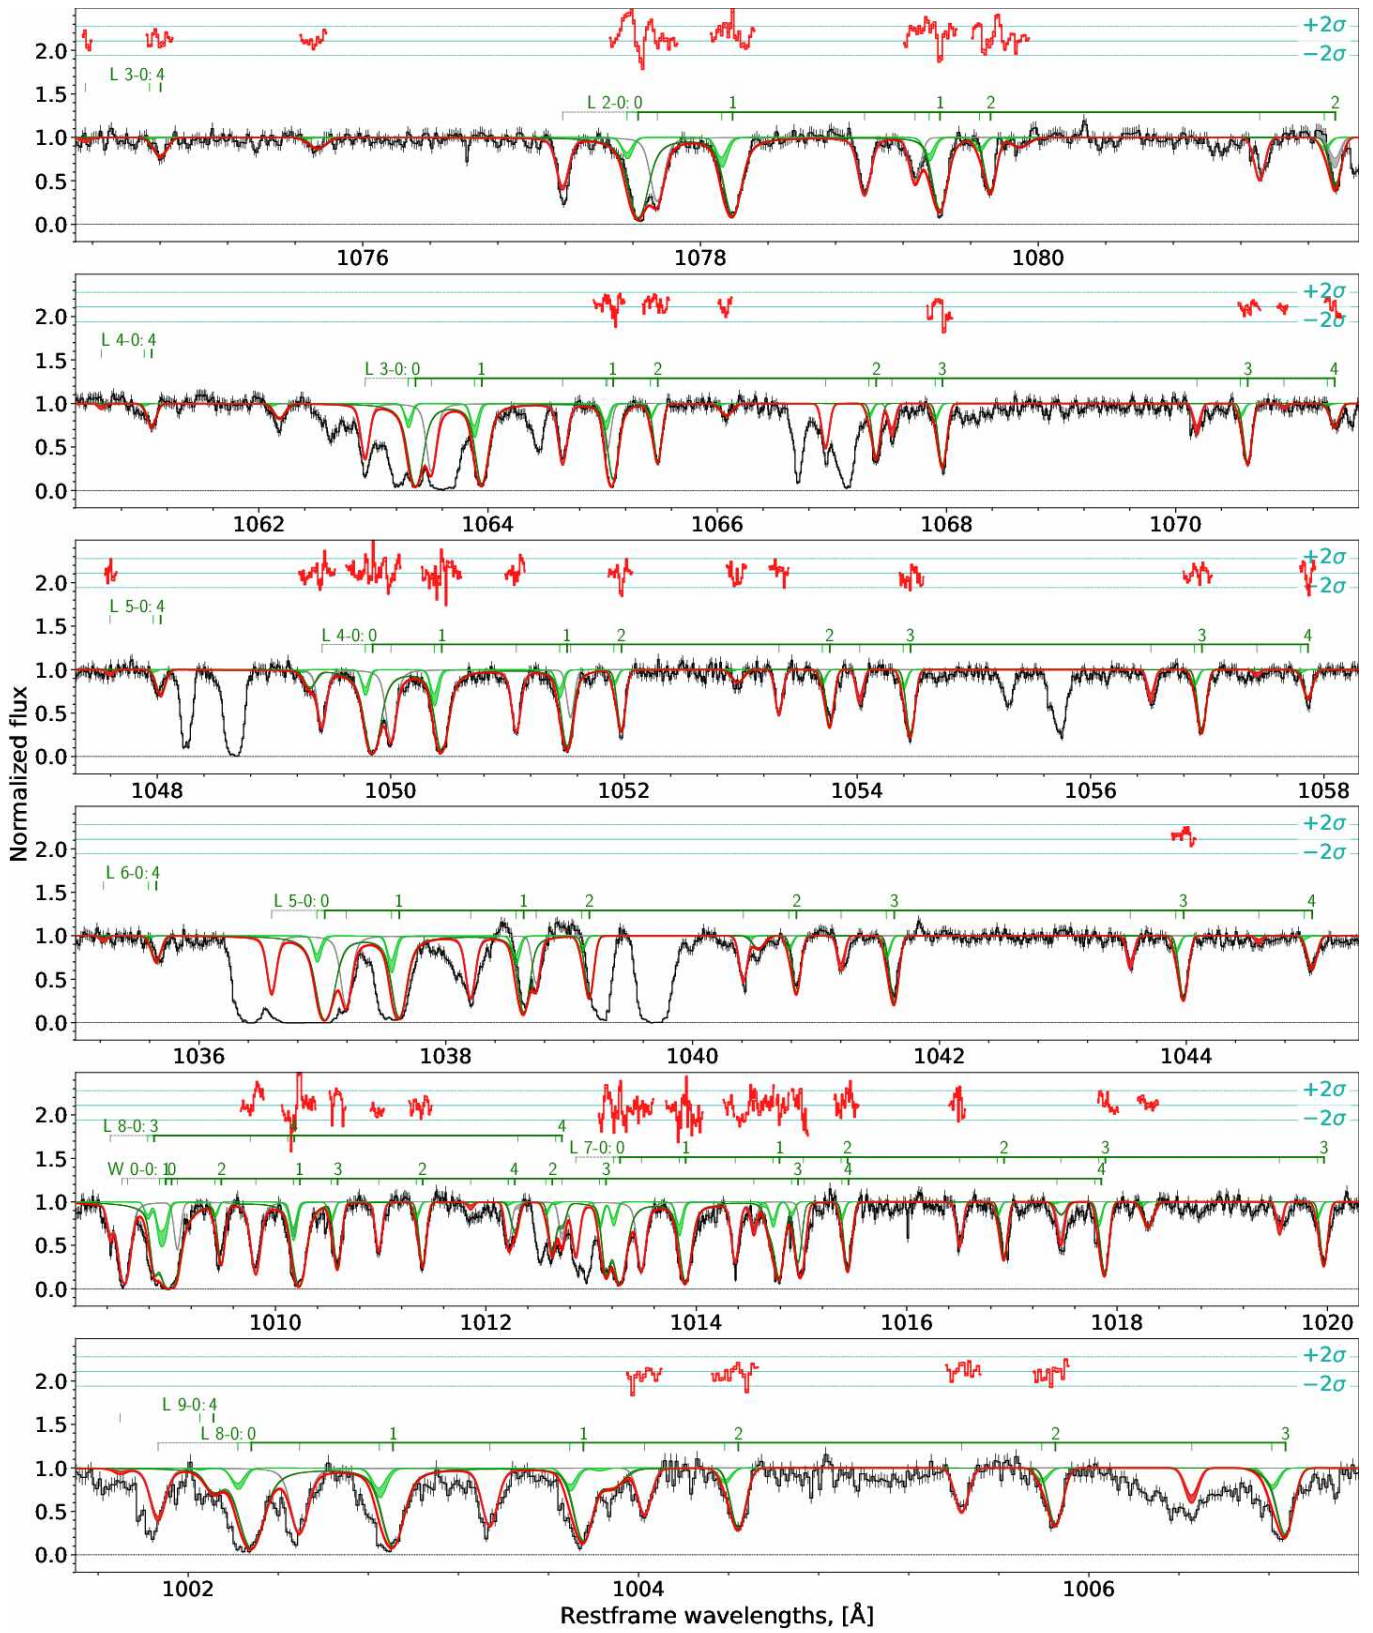 +2σ
2.0
−2σ
L 3-0: 4
1.5
L 2-0: 0 1 1 2 2
1.0
0.5
0.0
1076 1078 1080
+2σ
2.0
−2σ
L 4-0: 4
1.5
L 3-0: 0 1 1 2 2 3 3 4
1.0
0.5
0.0
1062 1064 1066 1068 1070
+2σ
2.0
−2σ
L 5-0: 4
1.5
L 4-0: 0 1 1 2 2 3 3 4
1.0
0.5
0.0
1048 1050 1052 1054 1056 1058
Normalized flux
+2σ
2.0
−2σ
L 6-0: 4
1.5
L 5-0: 0 1 1 2 2 3 3 4
1.0
0.5
0.0
1036 1038 1040 1042 1044
+2σ
2.0
−2σ
L 8-0: 3 4
L 7-0: 0 1 1 2 2 3 3
1.5
W 0-0: 1 0 2 1 3 2 4 2 3 3 4 4
1.0
0.5
0.0
1010 1012 1014 1016 1018 1020
+2σ
2.0
−2σ
L 9-0: 4
1.5
L 8-0: 0 1 1 2 2 3
1.0
0.5
0.0
1002 1004 1006
Restframe wavelengths, [Å]